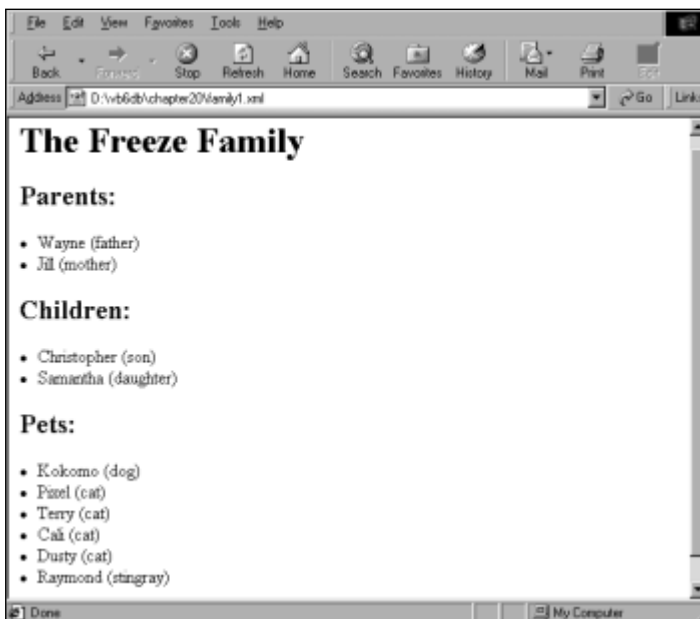 File Edit View Favorites Tools Help
Back Forward Stop Refresh Home Search Favorites History Mail Print Edit
Address D:\vb6db\chapter20\family1.xml Go Links
The Freeze Family
Parents:
• Wayne (father)
• Jill (mother)
Children:
• Christopher (son)
• Samantha (daughter)
Pets:
• Kokomo (dog)
• Pixel (cat)
• Terry (cat)
• Cali (cat)
• Dusty (cat)
• Raymond (stingray)
Done My Computer